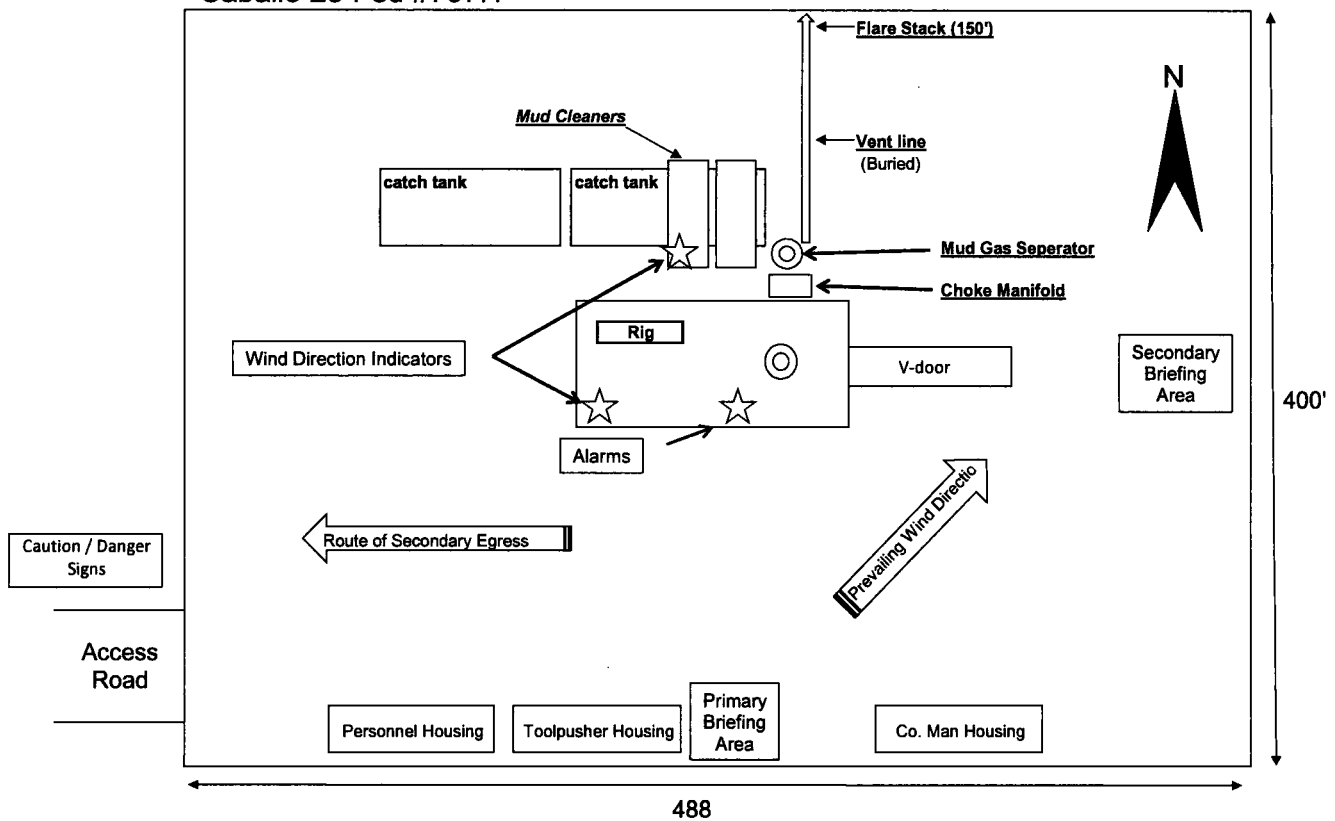 Flare Stack (150')
N
Mud Cleaners
Vent line
(Buried)
catch tank
catch tank
Mud Gas Seperator
Choke Manifold
Rig
Wind Direction Indicators
V-door
Secondary
Briefing
Area
400'
Alarms
Prevailing Wind Directio
Route of Secondary Egress
Caution / Danger
Signs
Access
Road
Personnel Housing
Toolpusher Housing
Primary
Briefing
Area
Co. Man Housing
488